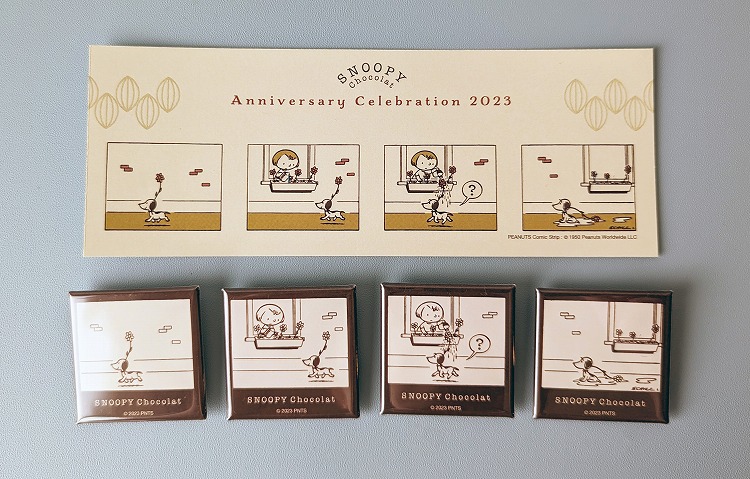 SNOOPY
Chocolat
Anniversary Celebration 2023
?
PEANUTS Comic Strip : © 1950 Peanuts Worldwide LLC
?
SNOOPY Chocolat
© 2023 PNTS
SNOOPY Chocolat
© 2023 PNTS
SNOOPY Chocolat
© 2023 PNTS
SNOOPY Chocolat
© 2023 PNTS